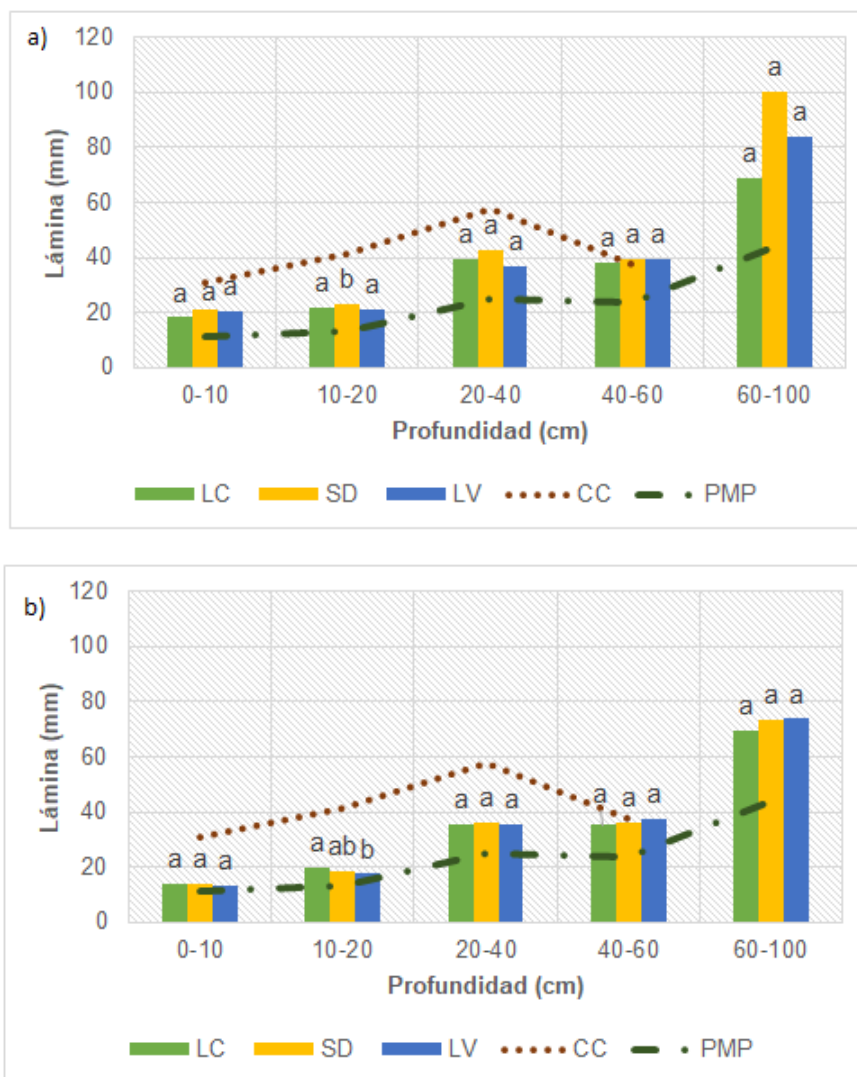 a)
120
100
80
60
40
20
0
Lámina (mm)
a a a
a b a
a a a
a a a
a a a
0-10 10-20 20-40 40-60 60-100
Profundidad (cm)
LC SD LV CC PMP
b)
120
100
80
60
40
20
0
Lámina (mm)
a a a
a ab b
a a a
a a a
a a a
0-10 10-20 20-40 40-60 60-100
Profundidad (cm)
LC SD LV CC PMP